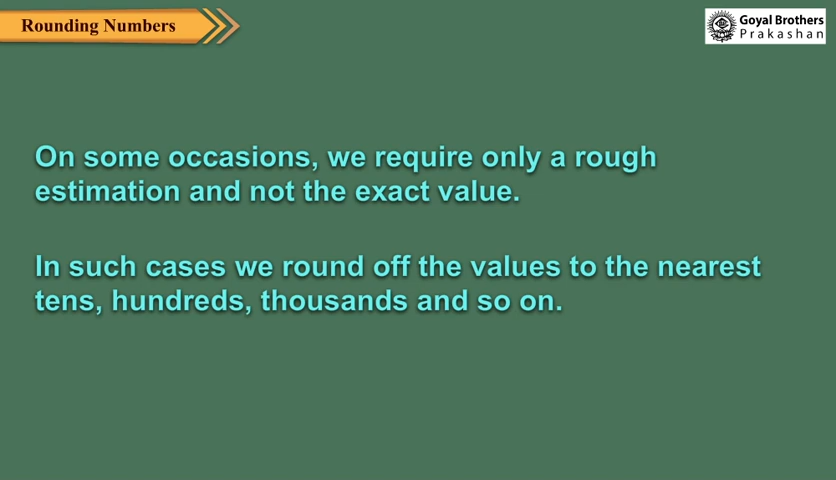 Rounding Numbers
Goyal Brothers
Prakashan
On some occasions, we require only a rough
estimation and not the exact value.
In such cases we round off the values to the nearest
tens, hundreds, thousands and so on.